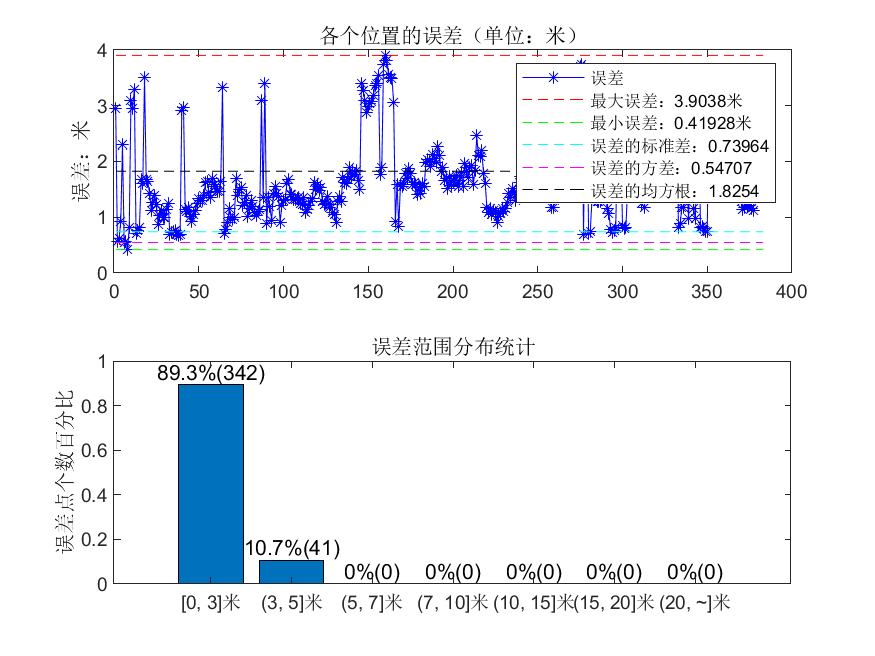 各个位置的误差（单位：米）
误差：米
4
3
2
1
0
0
50
100
150
200
250
300
350
400
误差
最大误差：3.9038米
最小误差：0.41928米
误差的标准差：0.73964
误差的方差：0.54707
误差的均方根：1.8254
误差范围分布统计
误差点个数百分比
1
0.8
0.6
0.4
0.2
0
89.3%(342)
10.7%(41)
0%(0)
0%(0)
0%(0)
0%(0)
0%(0)
[0, 3]米
(3, 5]米
(5, 7]米
(7, 10]米
(10, 15]米
(15, 20]米
(20, ~]米